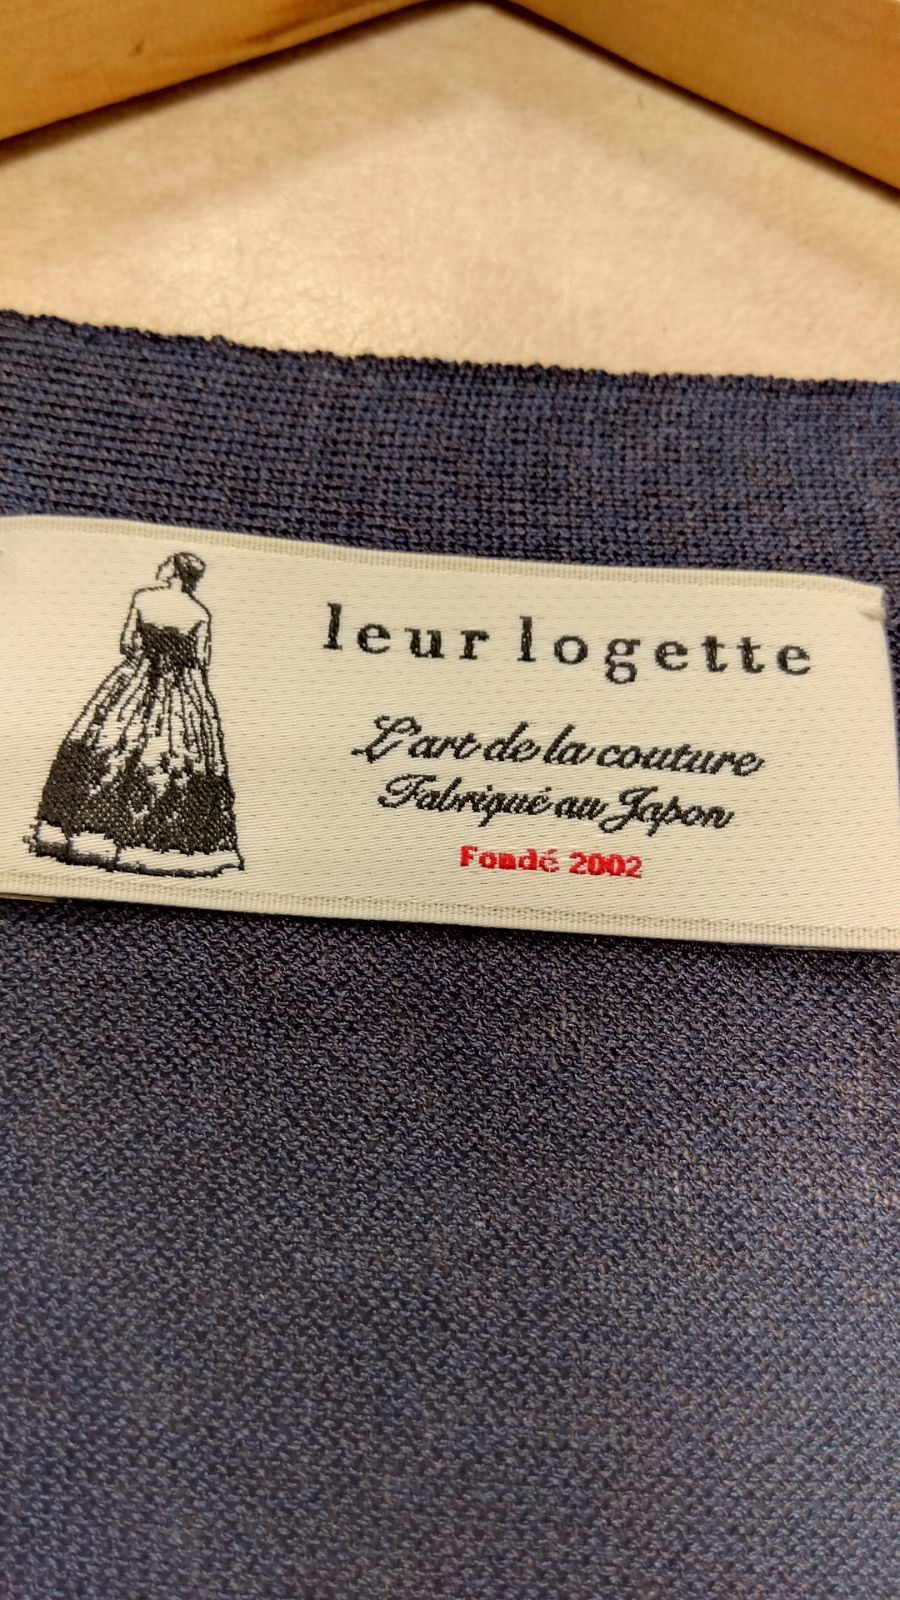 leur logette
L'art de la couture
Fabriqué au Japon
Fondé 2002